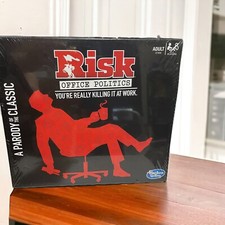 Risk
OFFICE POLITICS
YOU'RE REALLY KILLING IT AT WORK.
A PARODY OF THE CLASSIC
ADULT
Hasbro
Gaming